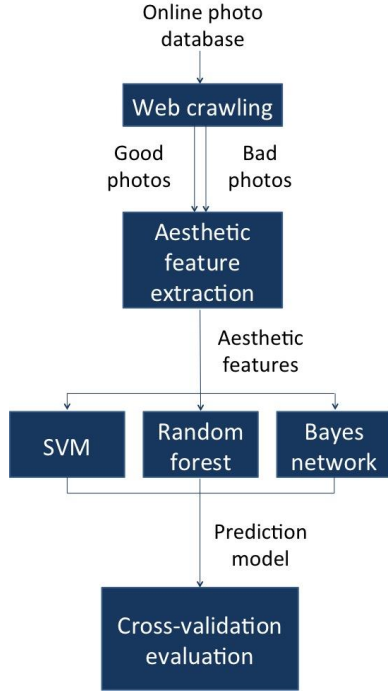 Online photo
database
Web crawling
Good
photos
Bad
photos
Aesthetic
feature
extraction
Aesthetic
features
SVM
Random
forest
Bayes
network
Prediction
model
Cross-validation
evaluation